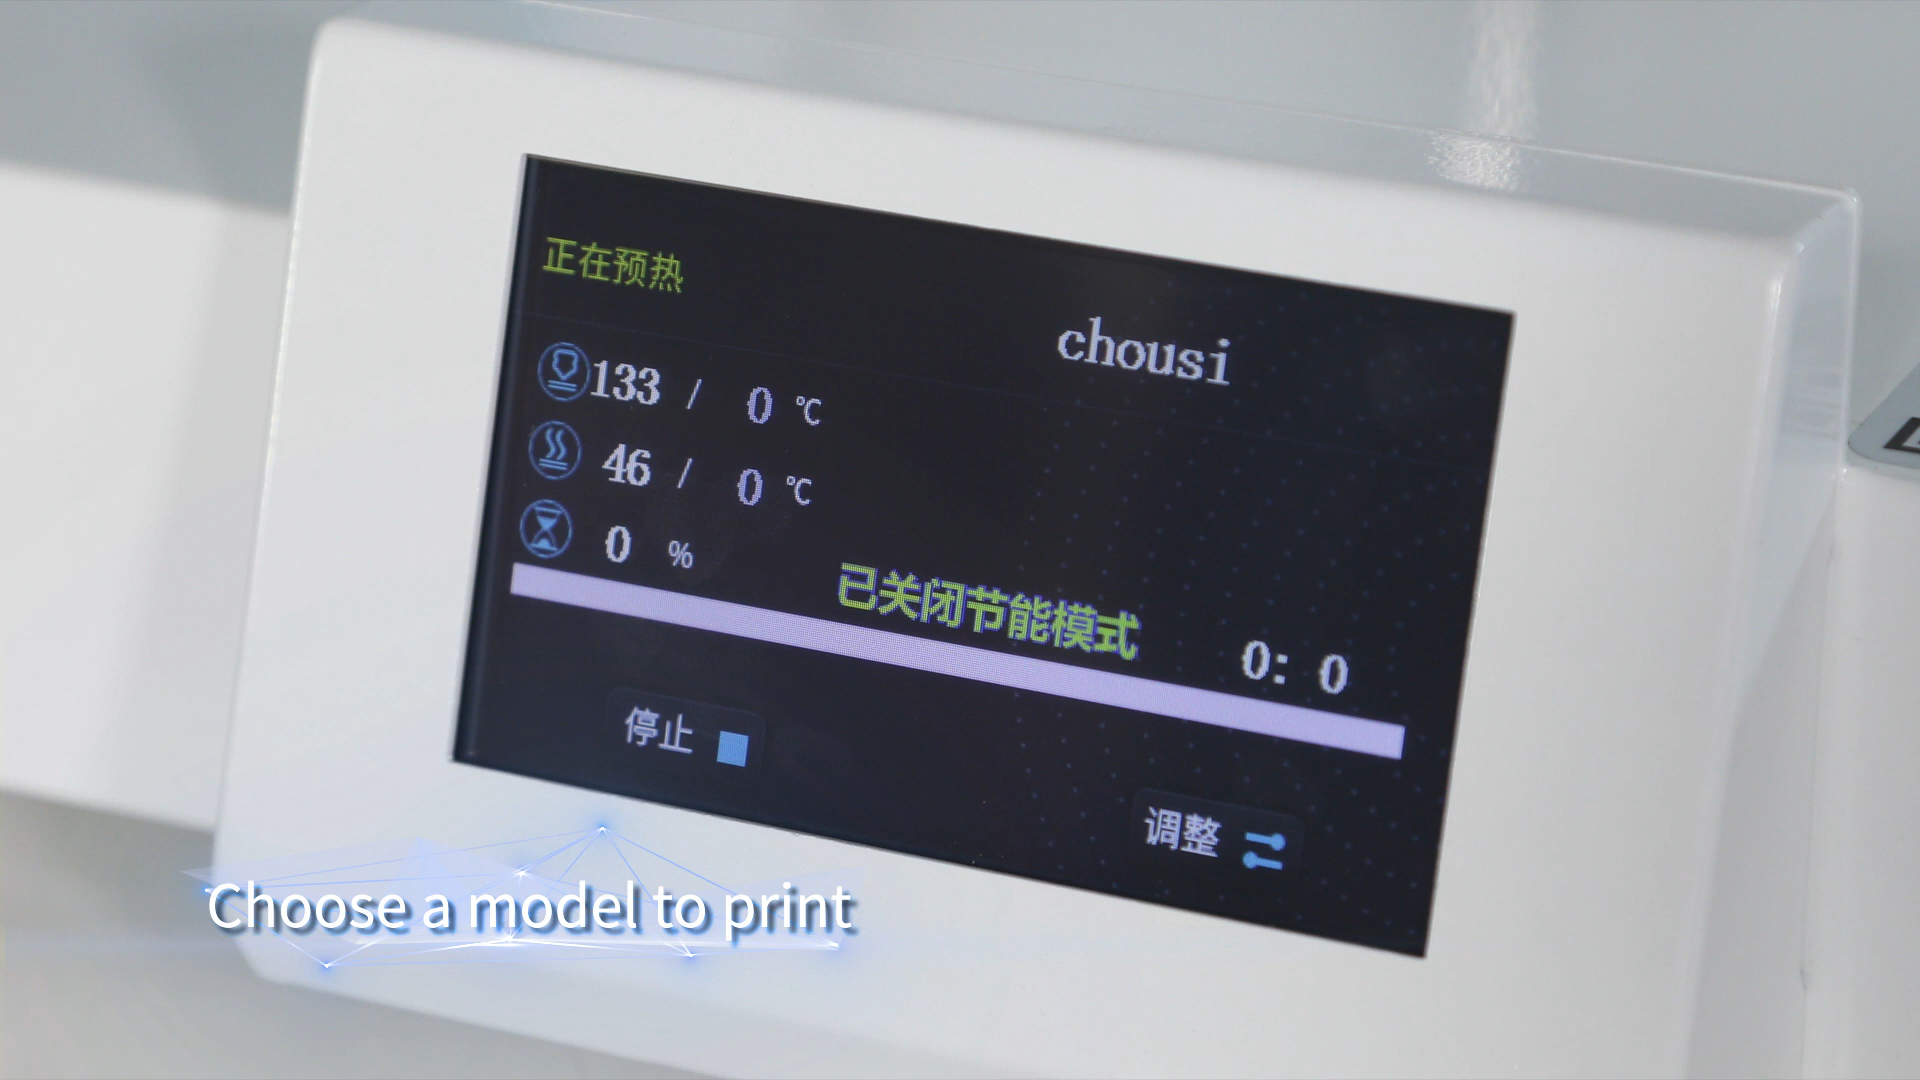 正在预热
chousi
133 / 0 ℃
46 / 0 ℃
0 %
已关闭节能模式
0: 0
停止
调整
Choose a model to print